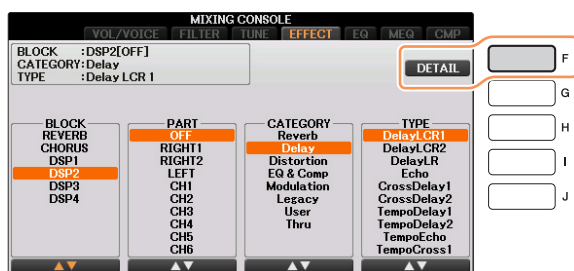 MIXING CONSOLE
VOL/VOICE FILTER TUNE EFFECT EQ MEQ CMP
BLOCK :DSP2[OFF]
CATEGORY:Delay
TYPE :Delay LCR 1
DETAIL
F
G
H
I
J
BLOCK
REVERB
CHORUS
DSP1
DSP2
DSP3
DSP4
PART
OFF
RIGHT1
RIGHT2
LEFT
CH1
CH2
CH3
CH4
CH5
CH6
CATEGORY
Reverb
Delay
Distortion
EQ & Comp
Modulation
Legacy
User
Thru
TYPE
DelayLCR1
DelayLCR2
DelayLR
Echo
CrossDelay1
CrossDelay2
TempoDelay1
TempoDelay2
TempoEcho
TempoCross1